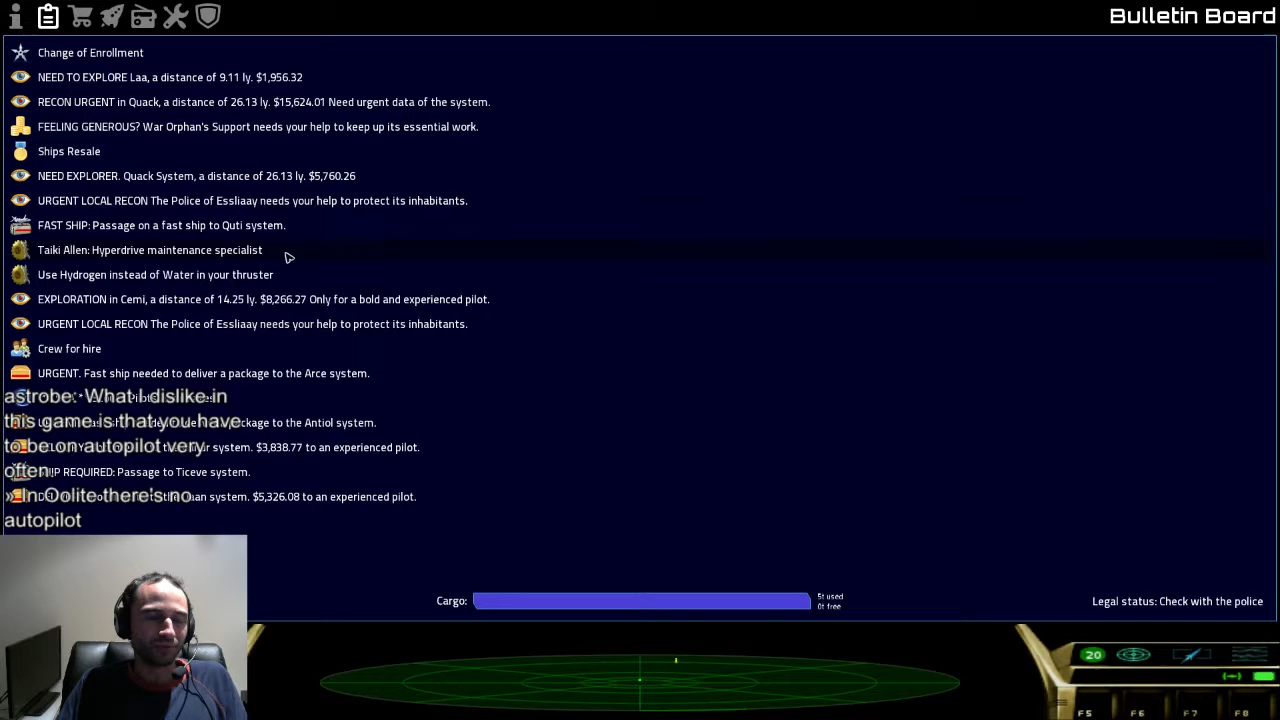 Bulletin Board
Change of Enrollment
NEED TO EXPLORE Laa, a distance of 9.11 ly. $1,956.32
RECON URGENT in Quack, a distance of 26.13 ly. $15,624.01 Need urgent data of the system.
FEELING GENEROUS? War Orphan's Support needs your help to keep up its essential work.
Ships Resale
NEED EXPLORER. Quack System, a distance of 26.13 ly. $5,760.26
URGENT LOCAL RECON The Police of Essliaay needs your help to protect its inhabitants.
FAST SHIP: Passage on a fast ship to Quti system.
Taiki Allen: Hyperdrive maintenance specialist
Use Hydrogen instead of Water in your thruster
EXPLORATION in Cemi, a distance of 14.25 ly. $8,266.27 Only for a bold and experienced pilot.
URGENT LOCAL RECON The Police of Essliaay needs your help to protect its inhabitants.
Crew for hire
URGENT. Fast ship needed to deliver a package to the Arce system.
astrobe: What I dislike in
this game is that you have
package to the Antiol system.
to be on autopilot very
system. $3,838.77 to an experienced pilot.
often
SHIP REQUIRED: Passage to Ticeve system.
» In Oolite there's no
system. $5,326.08 to an experienced pilot.
autopilot
Cargo:
5t used
0t free
Legal status: Check with the police
20
F5 F6 F7 F8